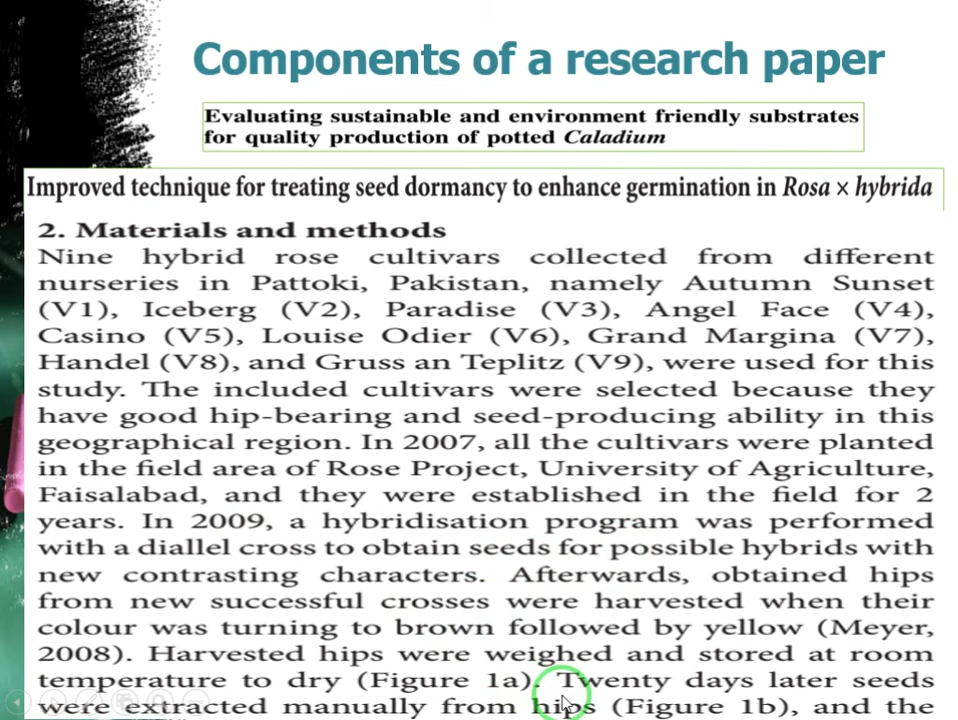 Components of a research paper
Evaluating sustainable and environment friendly substrates
for quality production of potted Caladium
Improved technique for treating seed dormancy to enhance germination in Rosa × hybrida
2. Materials and methods
Nine hybrid rose cultivars collected from different
nurseries in Pattoki, Pakistan, namely Autumn Sunset
(V1), Iceberg (V2), Paradise (V3), Angel Face (V4),
Casino (V5), Louise Odier (V6), Grand Margina (V7),
Handel (V8), and Gruss an Teplitz (V9), were used for this
study. The included cultivars were selected because they
have good hip-bearing and seed-producing ability in this
geographical region. In 2007, all the cultivars were planted
in the field area of Rose Project, University of Agriculture,
Faisalabad, and they were established in the field for 2
years. In 2009, a hybridisation program was performed
with a diallel cross to obtain seeds for possible hybrids with
new contrasting characters. Afterwards, obtained hips
from new successful crosses were harvested when their
colour was turning to brown followed by yellow (Meyer,
2008). Harvested hips were weighed and stored at room
temperature to dry (Figure 1a). Twenty days later seeds
were extracted manually from hips (Figure 1b), and the